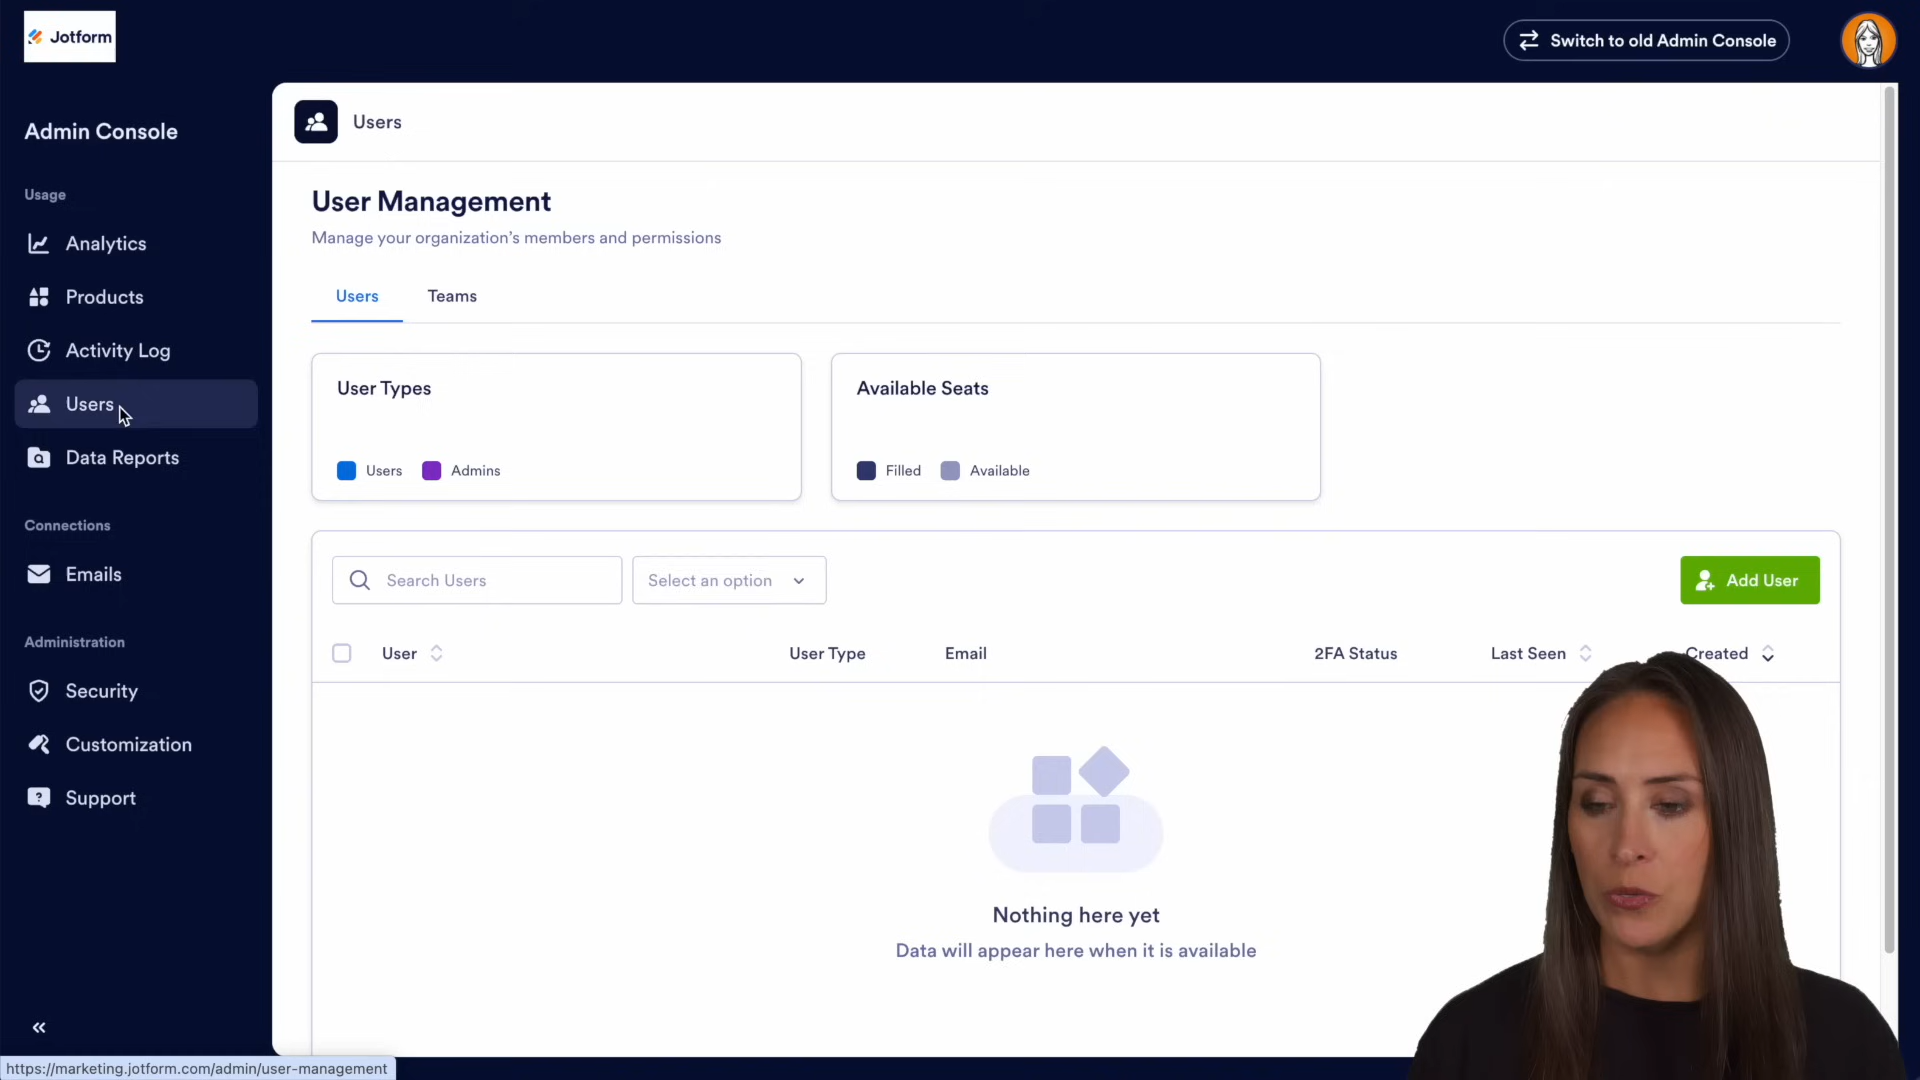 Jotform
Switch to old Admin Console
Admin Console
Usage
Analytics
Products
Activity Log
Users
Data Reports
Connections
Emails
Administration
Security
Customization
Support
Users
User Management
Manage your organization's members and permissions
Users Teams
User Types
Users Admins
Available Seats
Filled Available
Search Users Select an option Add User
User User Type Email 2FA Status Last Seen Created
Nothing here yet
Data will appear here when it is available
https://marketing.jotform.com/admin/user-management